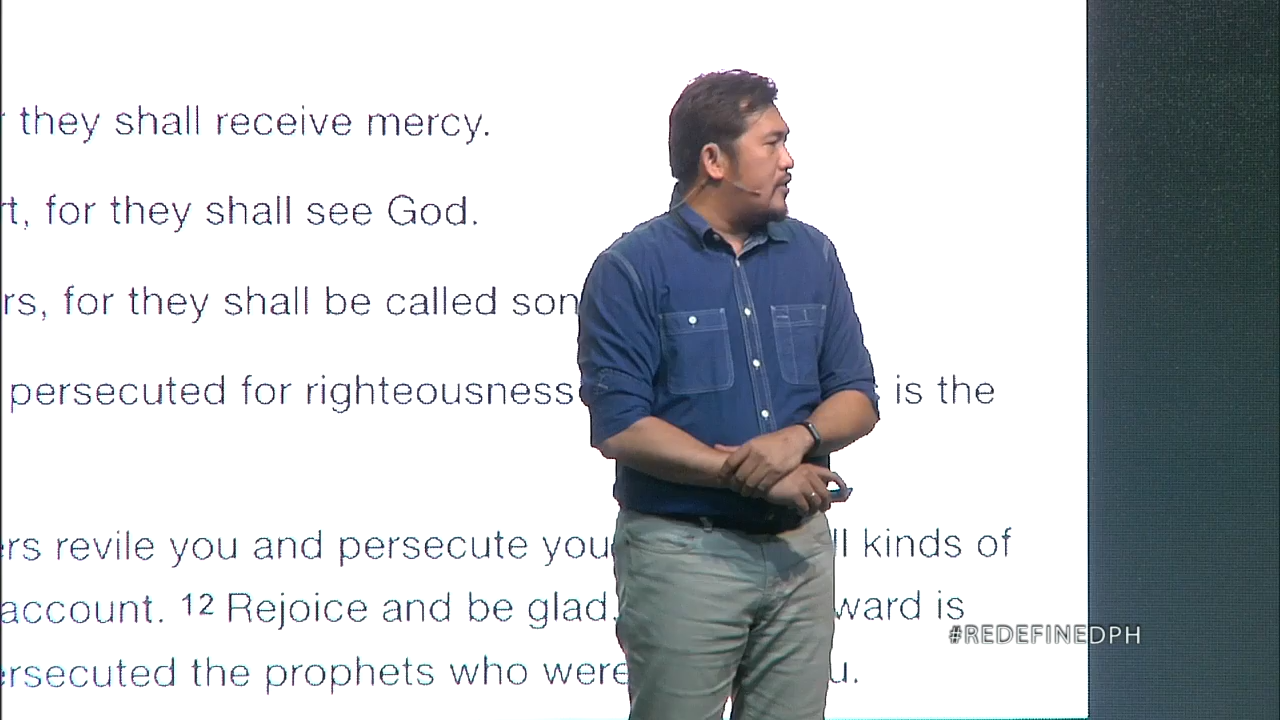 they shall receive mercy.
t, for they shall see God.
rs, for they shall be called son
persecuted for righteousness is the
ers revile you and persecute you ll kinds of
account. 12 Rejoice and be glad, ward is
ersecuted the prophets who were u.
#REDEFINEDPH